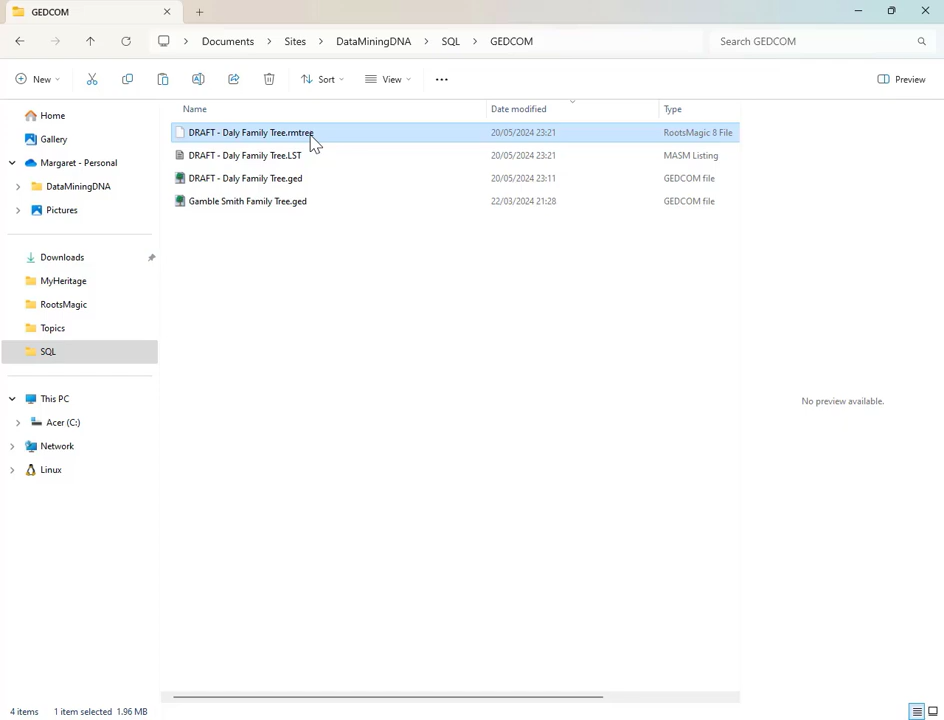 GEDCOM
Documents > Sites > DataMiningDNA > SQL > GEDCOM
Search GEDCOM
New
Sort
View
Preview
Name Date modified Type
Home
Gallery
Margaret - Personal
DataMiningDNA
Pictures
Downloads
MyHeritage
RootsMagic
Topics
SQL
This PC
Acer (C:)
Network
Linux
DRAFT - Daly Family Tree.rmtree 20/05/2024 23:21 RootsMagic 8 File
DRAFT - Daly Family Tree.LST 20/05/2024 23:21 MASM Listing
DRAFT - Daly Family Tree.ged 20/05/2024 23:11 GEDCOM file
Gamble Smith Family Tree.ged 22/03/2024 21:28 GEDCOM file
No preview available.
4 items 1 item selected 1.96 MB